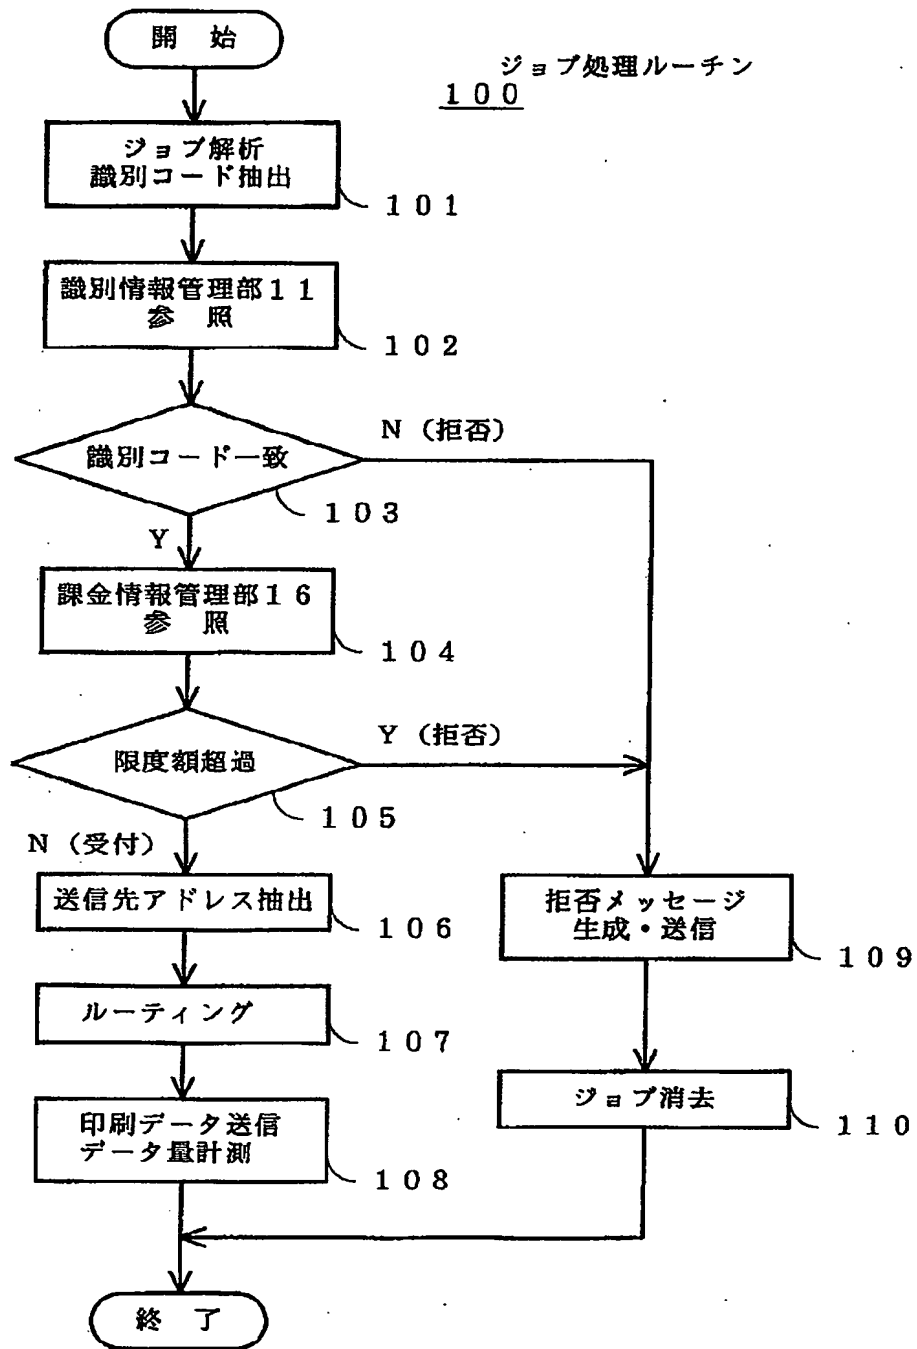 開 始
ジョブ処理ルーチン
100
ジョブ解析
識別コード抽出
101
識別情報管理部11
参 照
102
N(拒否)
識別コード一致
103
Y
課金情報管理部16
参 照
104
Y(拒否)
限度額超過
105
N(受付)
送信先アドレス抽出
106
拒否メッセージ
生成・送信
109
ルーティング
107
ジョブ消去
110
印刷データ送信
データ量計測
108
終 了